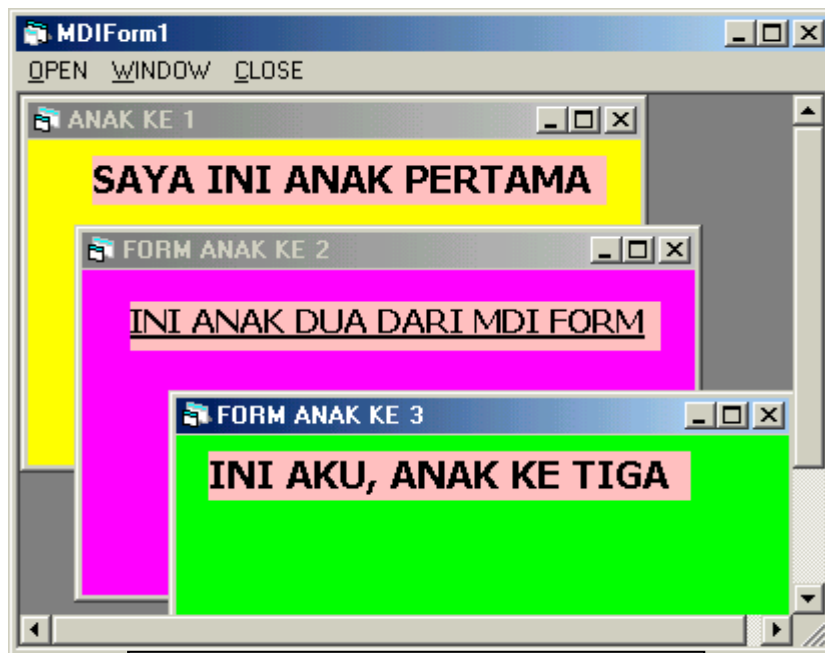 MDIForm1
OPEN WINDOW CLOSE
ANAK KE 1
SAYA INI ANAK PERTAMA
FORM ANAK KE 2
INI ANAK DUA DARI MDI FORM
FORM ANAK KE 3
INI AKU, ANAK KE TIGA